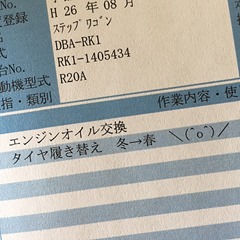 No.
登録 H 26 年 08 月
名 ステップワゴン
式 DBA-RK1
台No. RK1-1405434
動機型式 R20A
指・類別 作業内容・使
エンジンオイル交換
タイヤ履き替え 冬→春 ＼(^o^)／